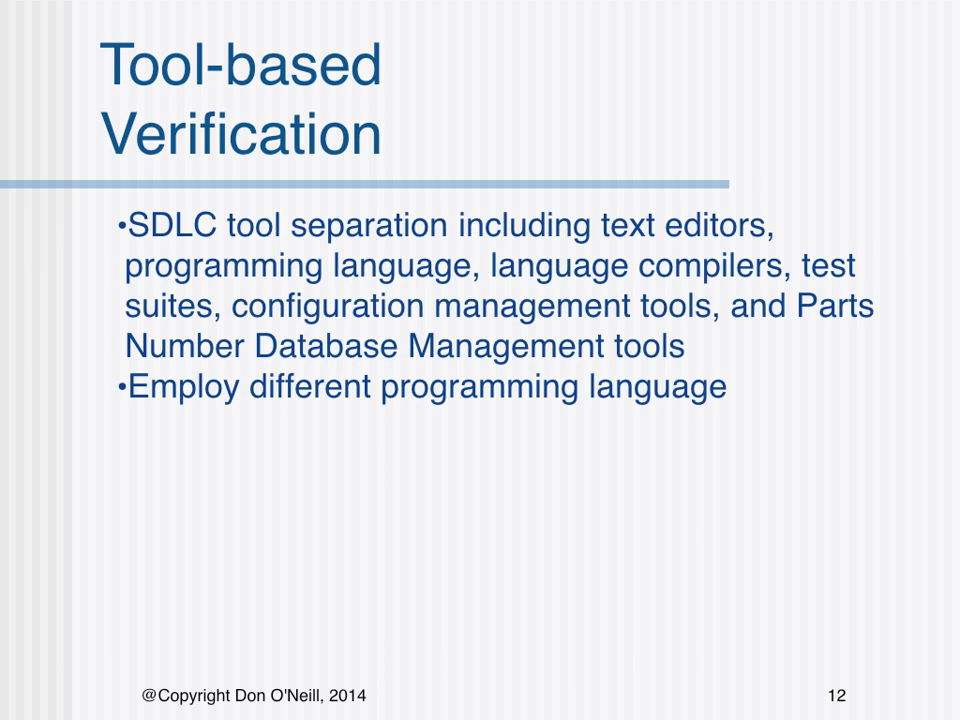 Tool-based
Verification
•SDLC tool separation including text editors,
programming language, language compilers, test
suites, configuration management tools, and Parts
Number Database Management tools
•Employ different programming language
@Copyright Don O'Neill, 2014
12